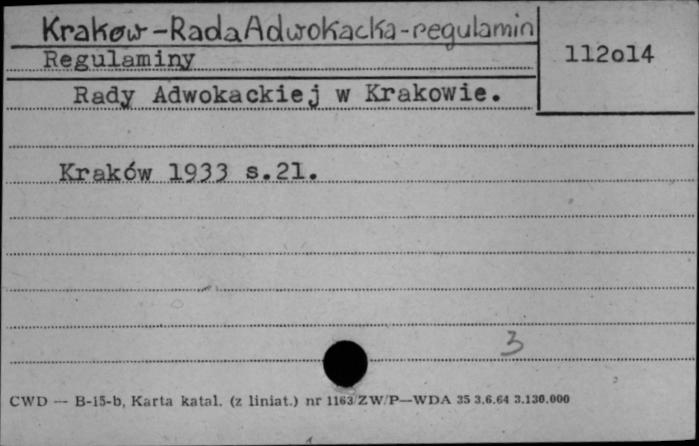 Kraków-Rada Adwokacka-regulamin
Regulaminy
112o14
Rady Adwokackiej w Krakowie.
Kraków 1933 s.21.
3
CWD — B-15-b, Karta katal. (z liniat.) nr 1163/ZW/P—WDA 35 3.6.64 3.130.000